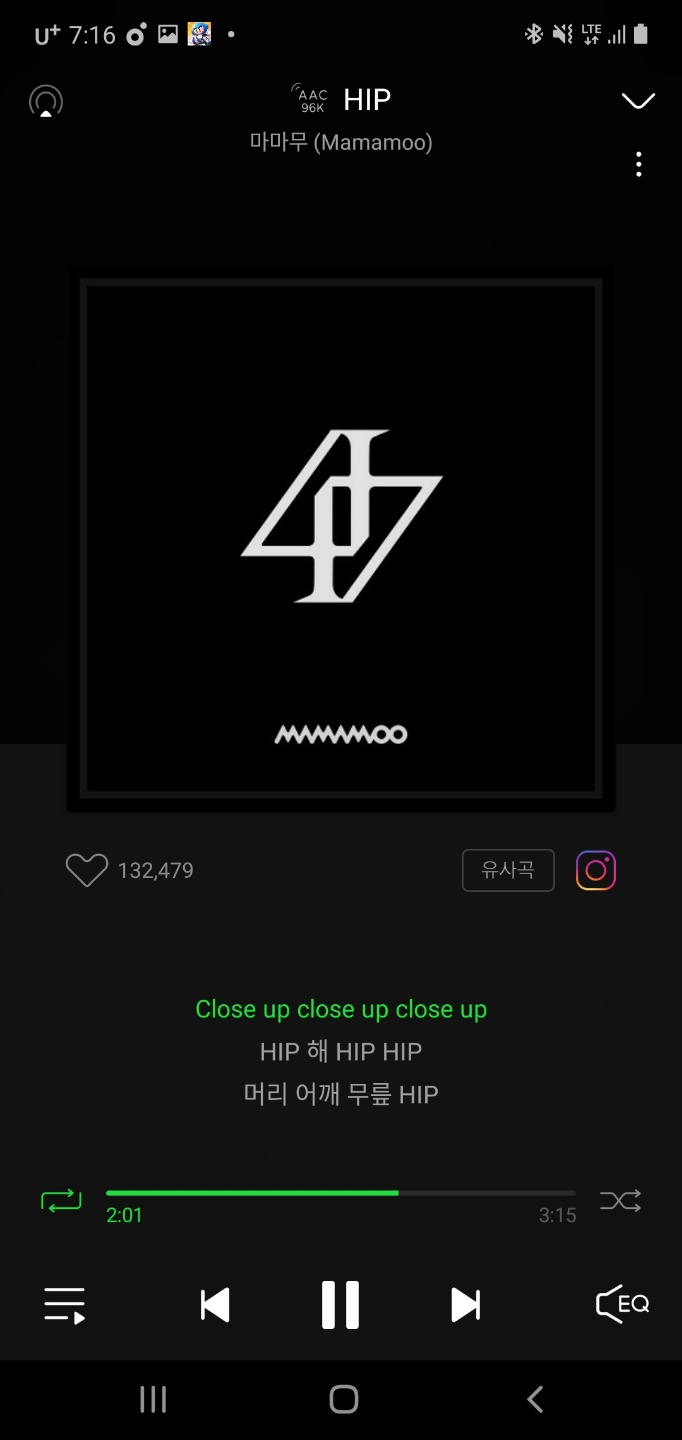 U+ 7:16 LTE
AAC 96K HIP
마마무 (Mamamoo)
MAMAMOO
132,479 유사곡
Close up close up close up
HIP 해 HIP HIP
머리 어깨 무릎 HIP
2:01 3:15
EQ